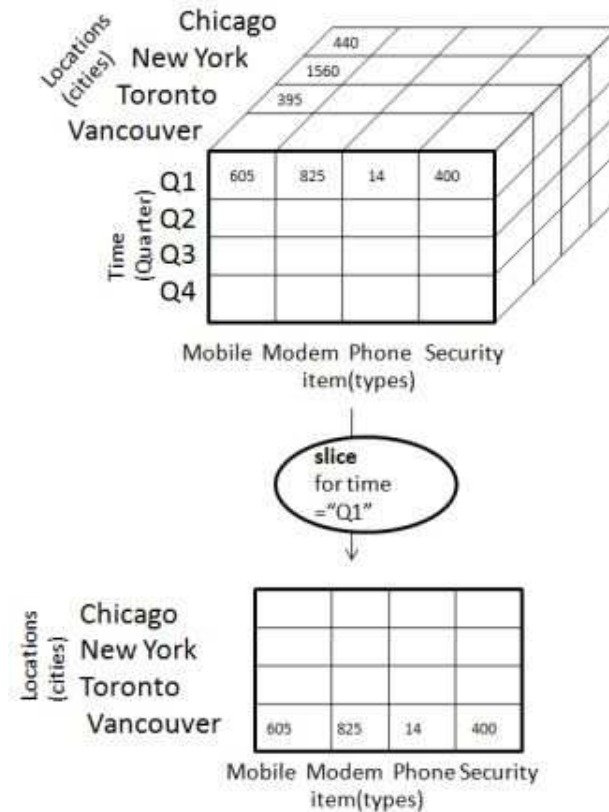 Chicago
New York
Toronto
Vancouver
Locations
(cities)
440
1560
395
Q1
Q2
Q3
Q4
Time
(Quarter)
605 825 14 400
Mobile Modem Phone Security
item(types)
slice
for time
="Q1"
Chicago
New York
Toronto
Vancouver
Locations
(cities)
605 825 14 400
Mobile Modem Phone Security
item(types)